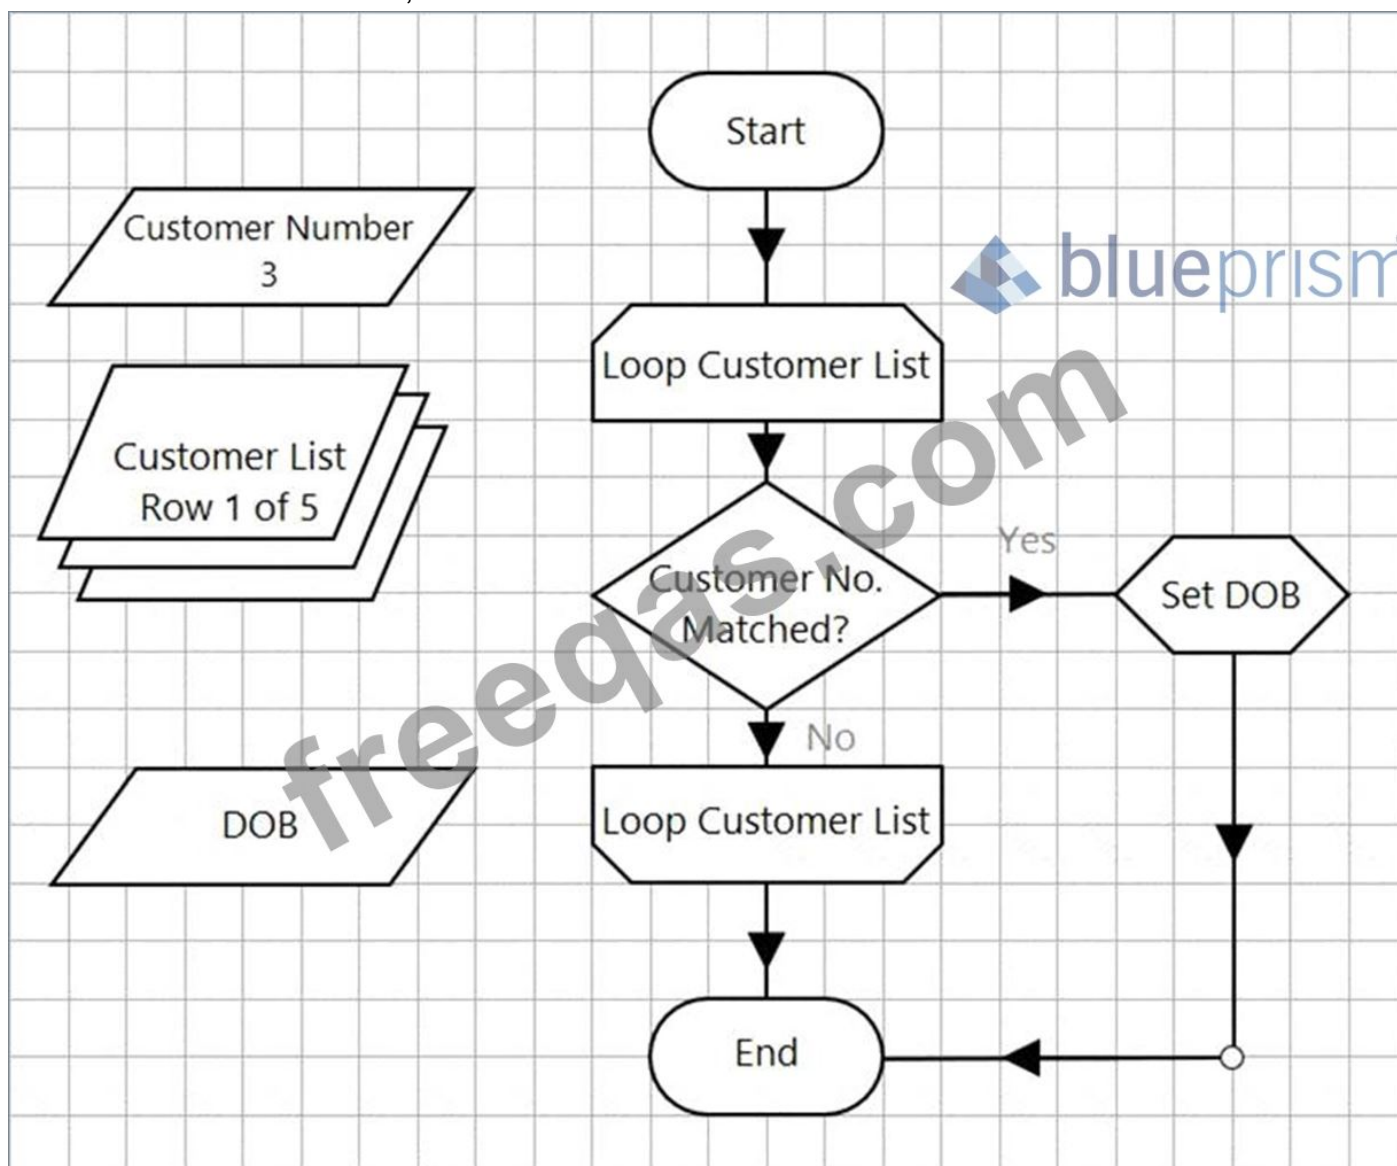 Start
Customer Number
3
blueprism
Loop Customer List
Customer List
Row 1 of 5
Yes
Customer No.
Matched?
Set DOB
No
Loop Customer List
DOB
End
freeqas.com